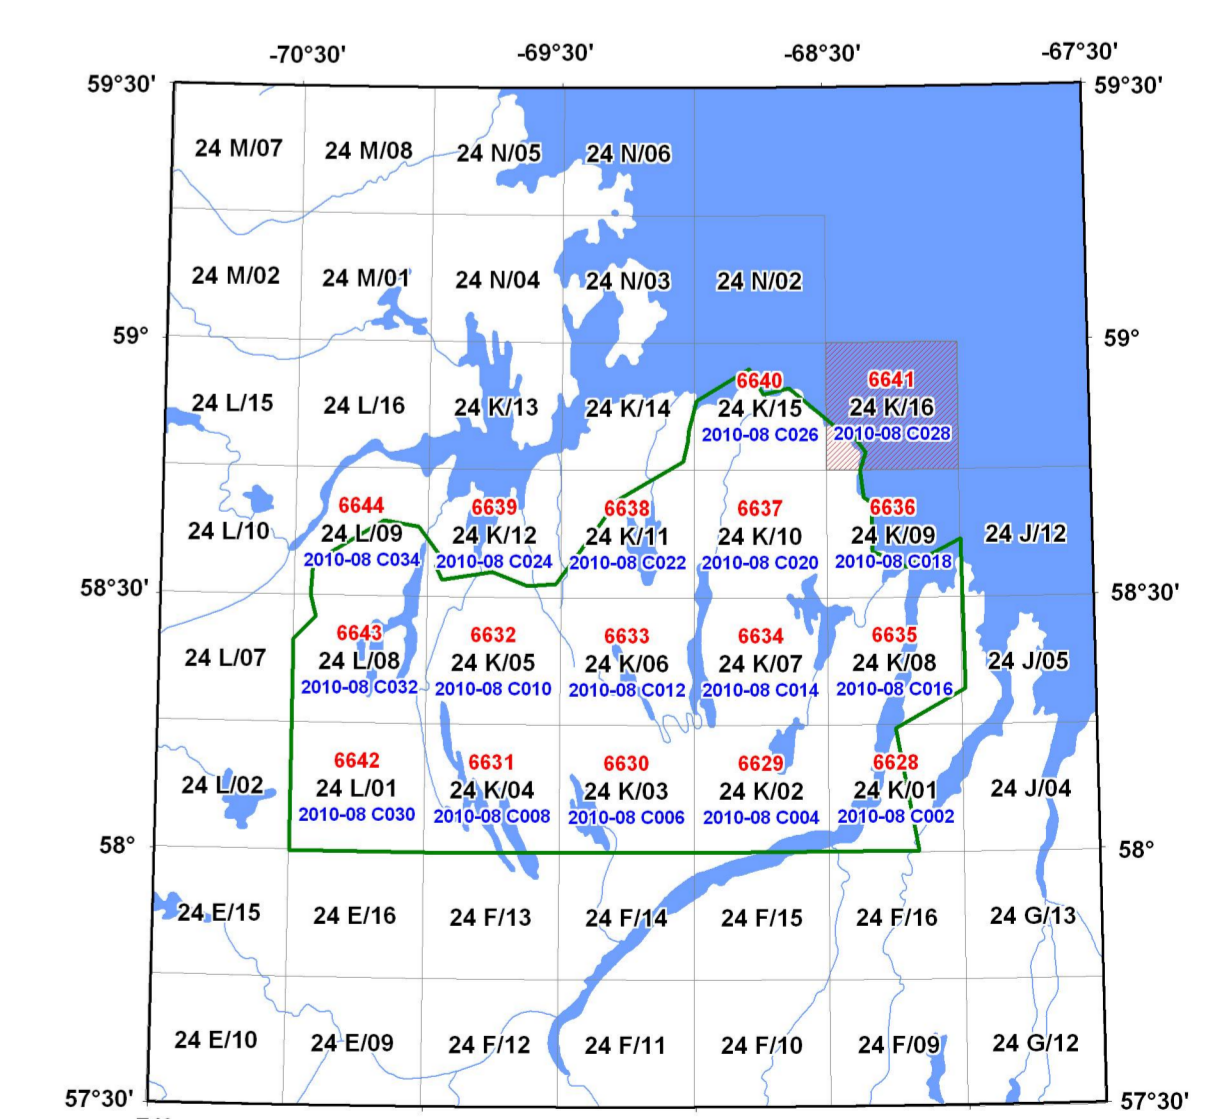 -70°30' -69°30' -68°30' -67°30'
59°30' 59°30'
24 M/07 24 M/08 24 N/05 24 N/06
24 M/02 24 M/01 24 N/04 24 N/03 24 N/02
59° 59°
6640 6641
24 L/15 24 L/16 24 K/13 24 K/14 24 K/15 24 K/16
2010-08 C026 2010-08 C028
6644 6639 6638 6637 6636
24 L/10 24 L/09 24 K/12 24 K/11 24 K/10 24 K/09 24 J/12
2010-08 C034 2010-08 C024 2010-08 C022 2010-08 C020 2010-08 C018
58°30' 58°30'
6643 6632 6633 6634 6635
24 L/07 24 L/08 24 K/05 24 K/06 24 K/07 24 K/08 24 J/05
2010-08 C032 2010-08 C010 2010-08 C012 2010-08 C014 2010-08 C016
6642 6631 6630 6629 6628
24 L/02 24 L/01 24 K/04 24 K/03 24 K/02 24 K/01 24 J/04
2010-08 C030 2010-08 C008 2010-08 C006 2010-08 C004 2010-08 C002
58° 58°
24 E/15 24 E/16 24 F/13 24 F/14 24 F/15 24 F/16 24 G/13
24 E/10 24 E/09 24 F/12 24 F/11 24 F/10 24 F/09 24 G/12
57°30' 57°30'